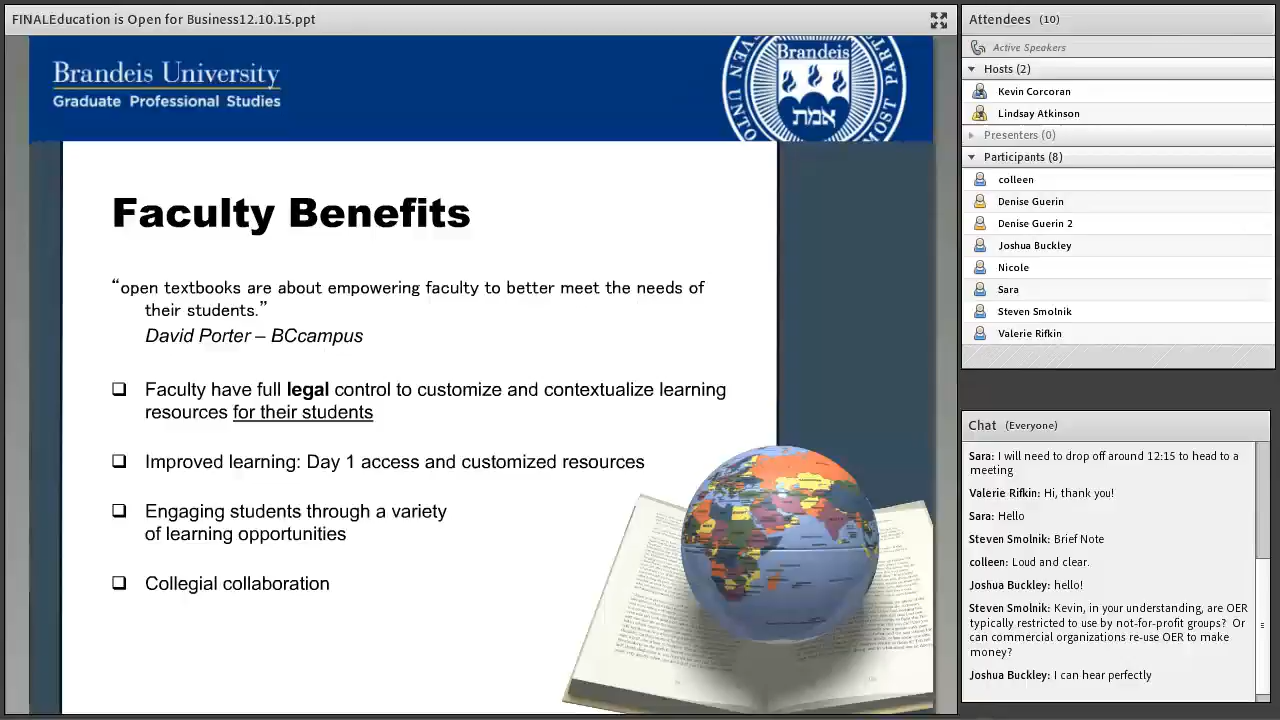 FINALEducation is Open for Business12.10.15.ppt
Brandeis University
Graduate Professional Studies
Brandeis
אמת
Faculty Benefits
“open textbooks are about empowering faculty to better meet the needs of
their students.”
David Porter – BCcampus
Faculty have full legal control to customize and contextualize learning
resources for their students
Improved learning: Day 1 access and customized resources
Engaging students through a variety
of learning opportunities
Collegial collaboration
Attendees (10)
Active Speakers
Hosts (2)
Kevin Corcoran
Lindsay Atkinson
Presenters (0)
Participants (8)
colleen
Denise Guerin
Denise Guerin 2
Joshua Buckley
Nicole
Sara
Steven Smolnik
Valerie Rifkin
Chat (Everyone)
Sara: I will need to drop off around 12:15 to head to a
meeting
Valerie Rifkin: Hi, thank you!
Sara: Hello
Steven Smolnik: Brief Note
colleen: Loud and clear.
Joshua Buckley: hello
Steven Smolnik: Kevin, in your understanding, are OER
typically restricted to use by not-for-profit groups? Or
can commercial organizations re-use OER to make
money?
Joshua Buckley: I can hear perfectly